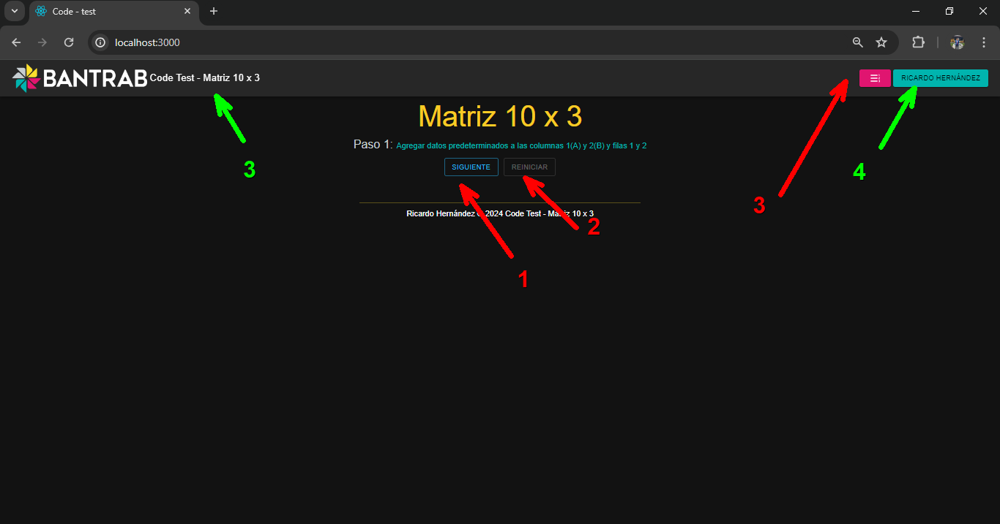 Code - test
localhost:3000
BANTRAB Code Test - Matriz 10 x 3
RICARDO HERNÁNDEZ
Matriz 10 x 3
Paso 1: Agregar datos predeterminados a las columnas 1(A) y 2(B) y filas 1 y 2
SIGUIENTE REINICIAR
3
4
3
Ricardo Hernández © 2024 Code Test - Matriz 10 x 3
2
1